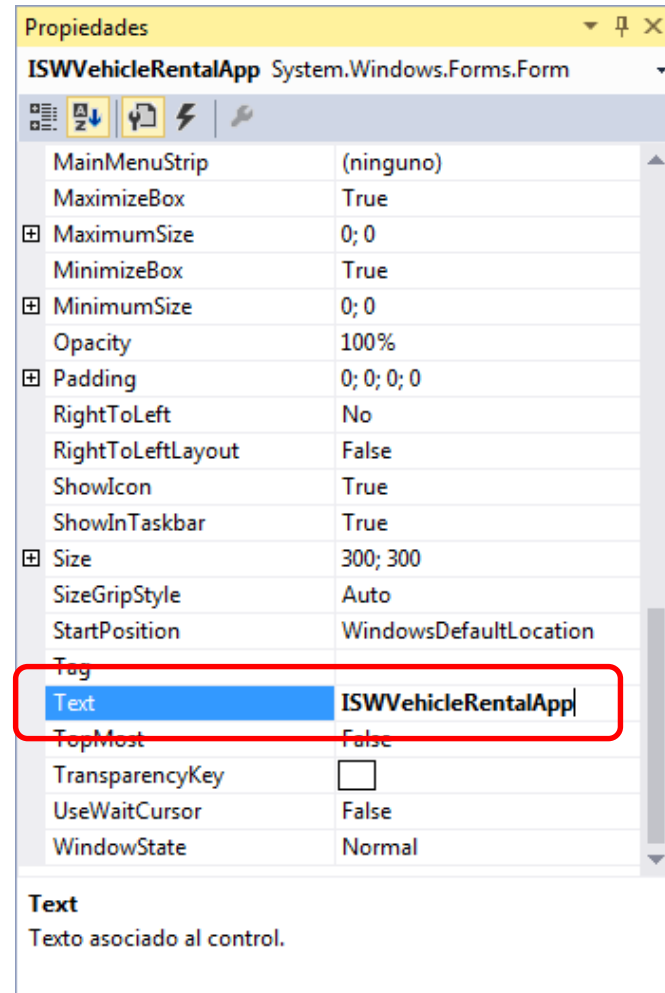 Propiedades
ISWVehicleRentalApp System.Windows.Forms.Form
MainMenuStrip (ninguno)
MaximizeBox True
MaximumSize 0; 0
MinimizeBox True
MinimumSize 0; 0
Opacity 100%
Padding 0; 0; 0; 0
RightToLeft No
RightToLeftLayout False
ShowIcon True
ShowInTaskbar True
Size 300; 300
SizeGripStyle Auto
StartPosition WindowsDefaultLocation
Tag
Text ISWVehicleRentalApp
TopMost False
TransparencyKey
UseWaitCursor False
WindowState Normal
Text
Texto asociado al control.